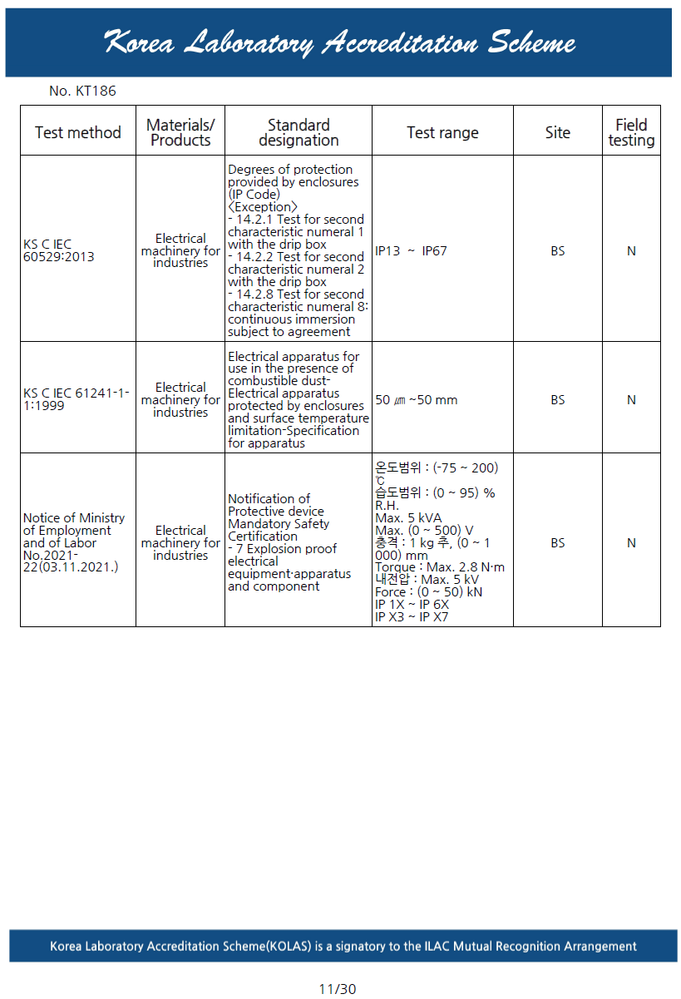 Korea Laboratory Accreditation Scheme
No. KT186
Test method
Materials/
Products
Standard
designation
Test range
Site
Field
testing
KS C IEC
60529:2013
Electrical
machinery for
industries
Degrees of protection
provided by enclosures
(IP Code)
〈Exception〉
- 14.2.1 Test for second
characteristic numeral 1
with the drip box
- 14.2.2 Test for second
characteristic numeral 2
with the drip box
- 14.2.8 Test for second
characteristic numeral 8:
continuous immersion
subject to agreement
IP13 ~ IP67
BS
N
KS C IEC 61241-1-
1:1999
Electrical
machinery for
industries
Electrical apparatus for
use in the presence of
combustible dust-
Electrical apparatus
protected by enclosures
and surface temperature
limitation-Specification
for apparatus
50 ㎛ ~50 mm
BS
N
Notice of Ministry
of Employment
and of Labor
No.2021-
22(03.11.2021.)
Electrical
machinery for
industries
Notification of
Protective device
Mandatory Safety
Certification
- 7 Explosion proof
electrical
equipment·apparatus
and component
온도범위 : (-75 ~ 200)
℃
습도범위 : (0 ~ 95) %
R.H.
Max. 5 kVA
Max. (0 ~ 500) V
충격 : 1 kg 추, (0 ~ 1
000) mm
Torque : Max. 2.8 N·m
내전압 : Max. 5 kV
Force : (0 ~ 50) kN
IP 1X ~ IP 6X
IP X3 ~ IP X7
BS
N
Korea Laboratory Accreditation Scheme(KOLAS) is a signatory to the ILAC Mutual Recognition Arrangement
11/30